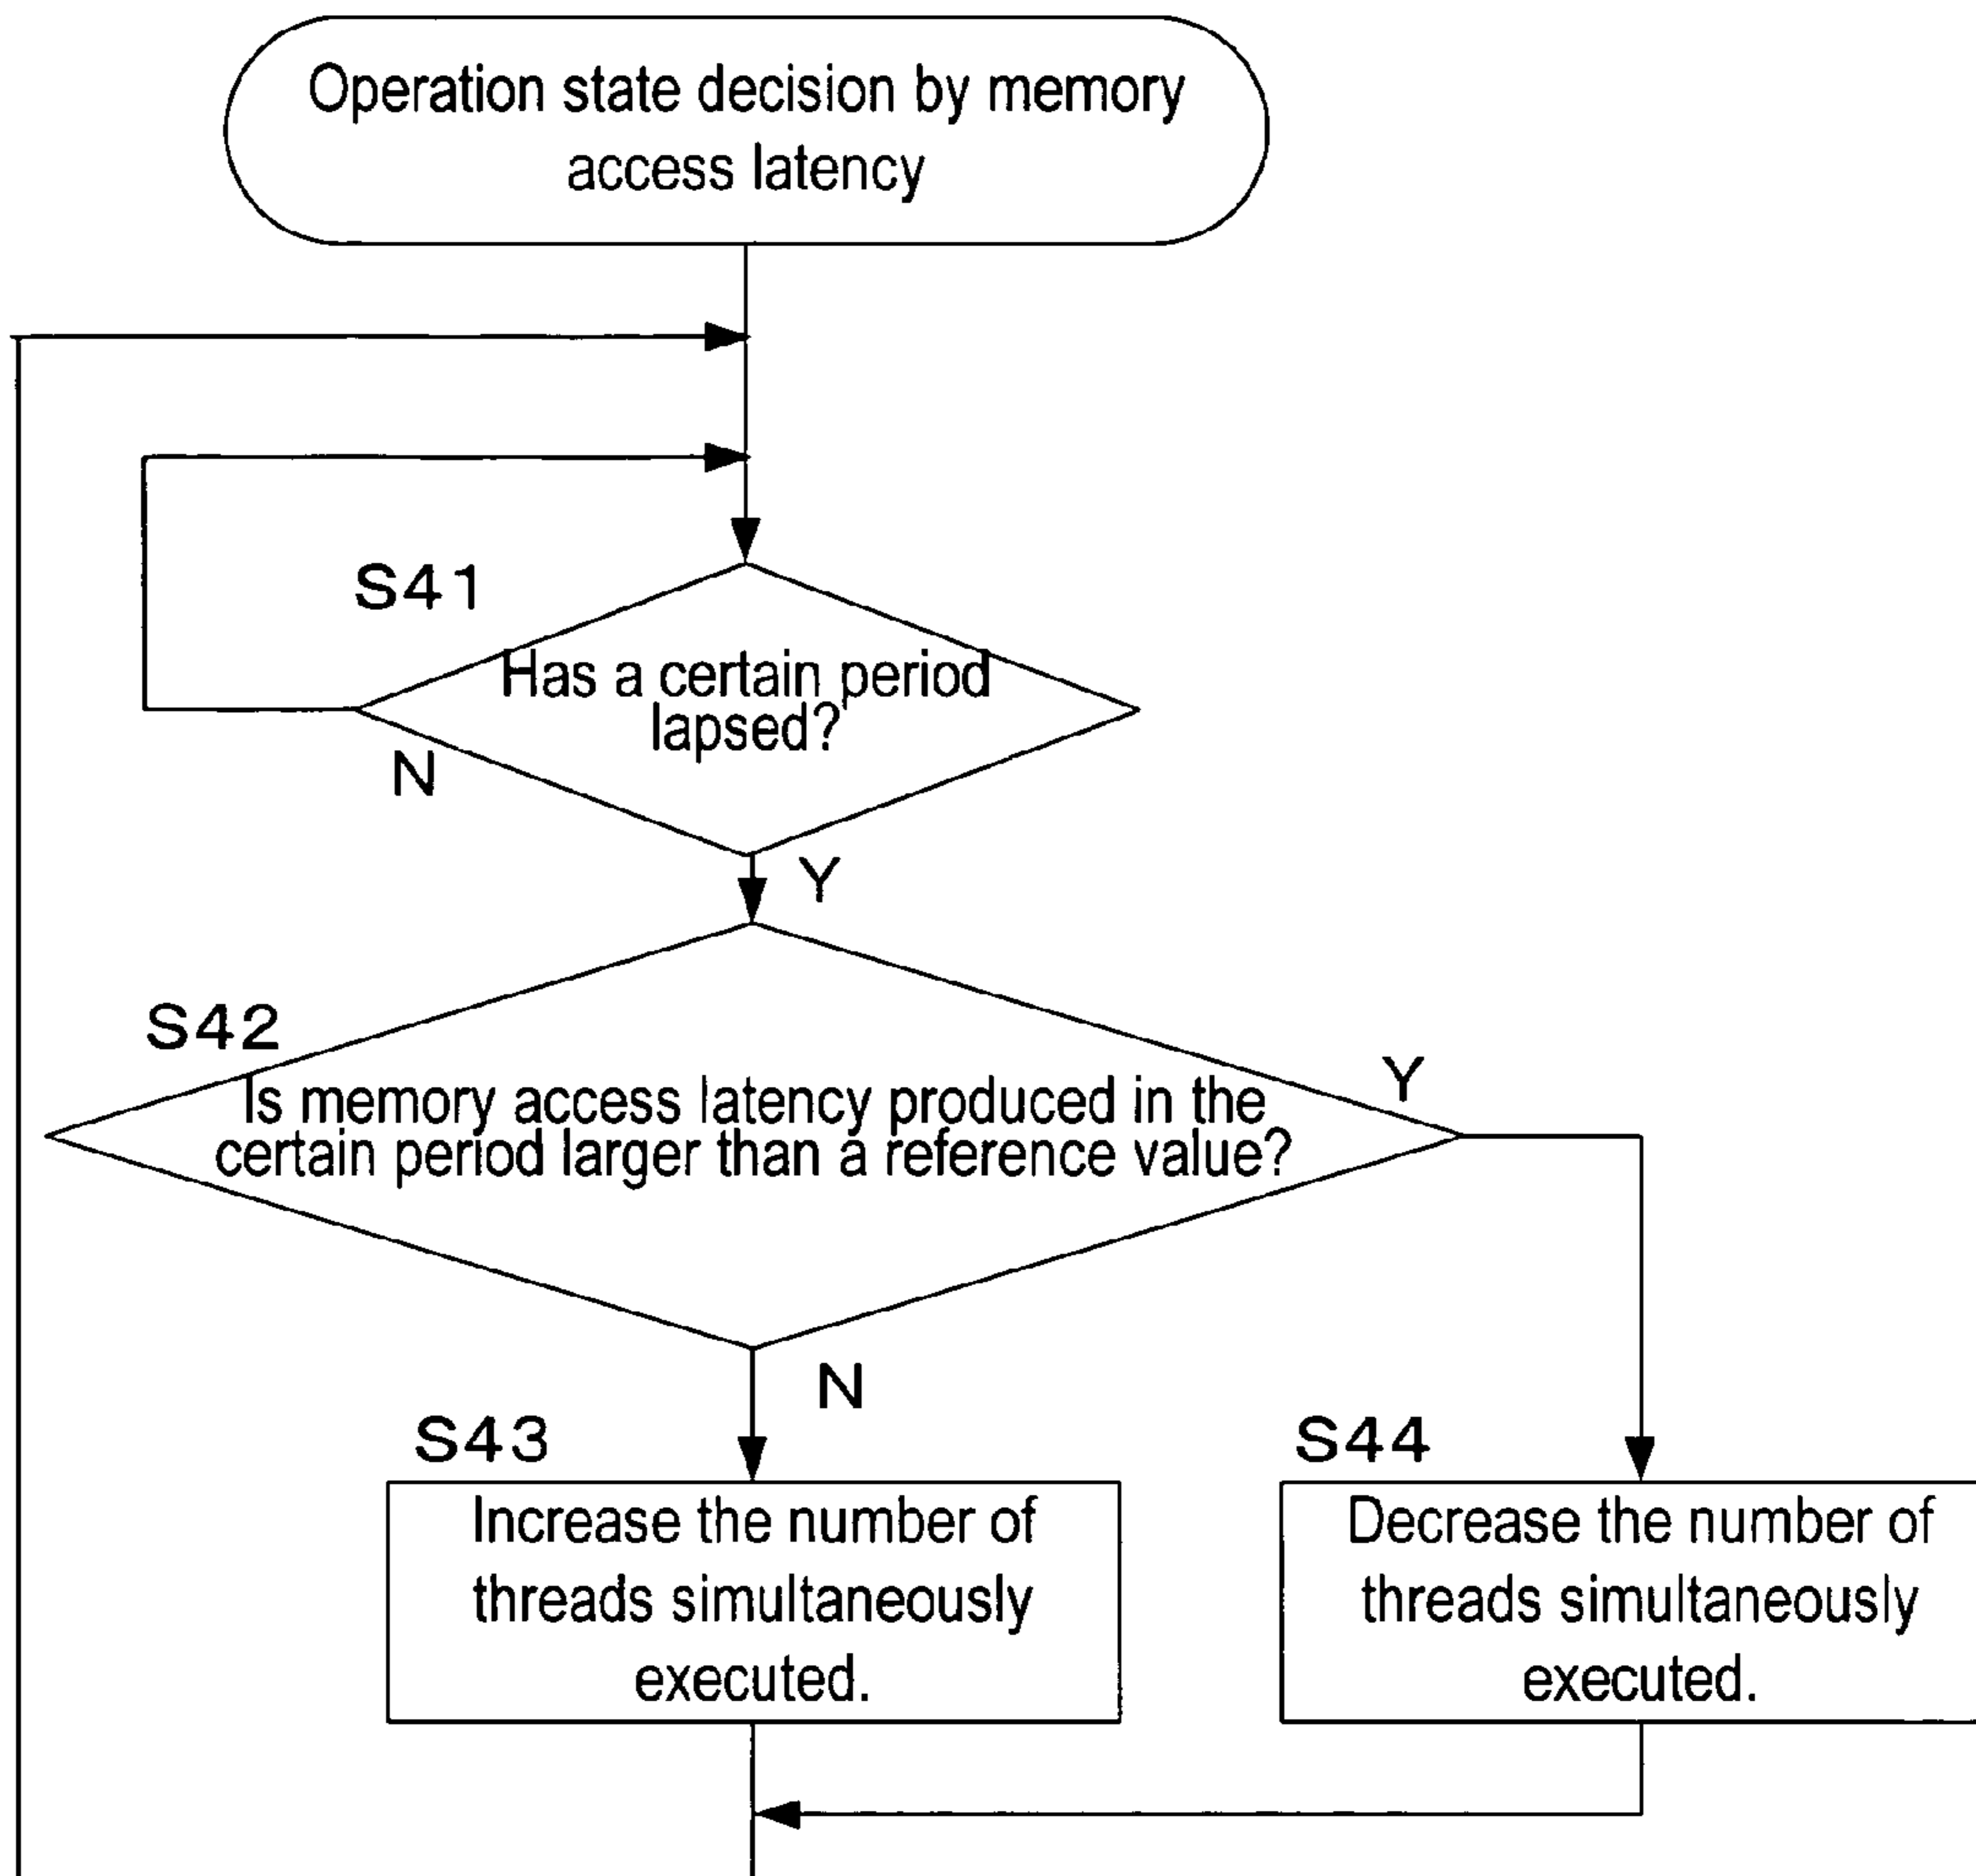 Operation state decision by memory
access latency
S41
Has a certain period
lapsed?
N
Y
S42
Is memory access latency produced in the
certain period larger than a reference value?
Y
N
S43
Increase the number of
threads simultaneously
executed.
S44
Decrease the number of
threads simultaneously
executed.